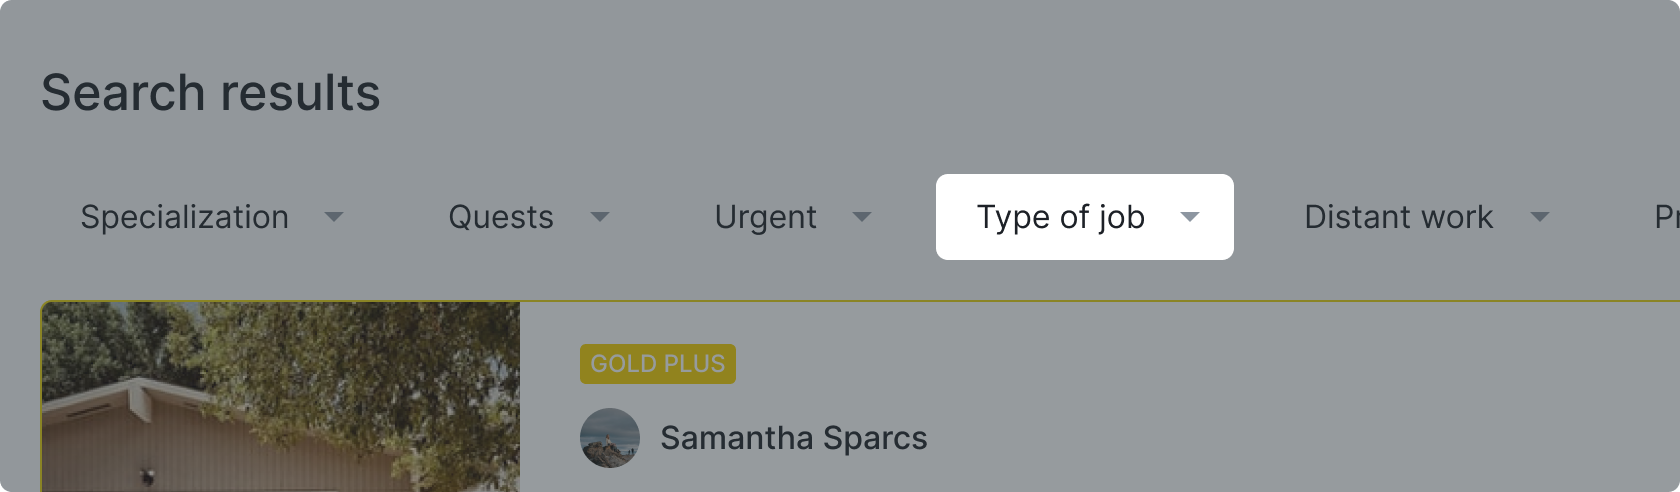 Search results
Specialization Quests Urgent Type of job Distant work
GOLD PLUS
Samantha Sparcs